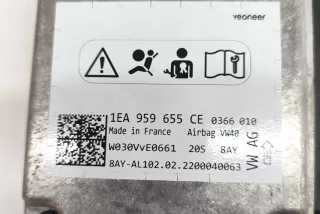 veoneer
1EA 959 655 CE 0366 010
Made in France Airbag VW40
W030VvE0661 20S 8AY
8AY-AL102.02.2200040063
VW AG